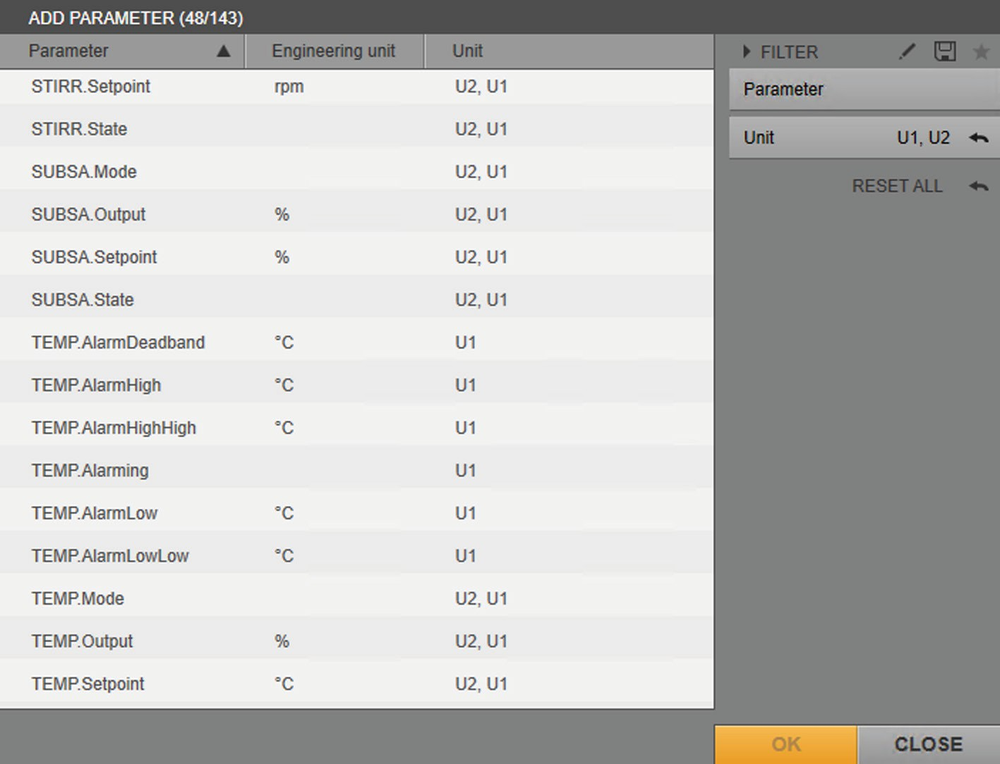 ADD PARAMETER (48/143)
Parameter Engineering unit Unit
STIRR.Setpoint rpm U2, U1
STIRR.State U2, U1
SUBSA.Mode U2, U1
SUBSA.Output % U2, U1
SUBSA.Setpoint % U2, U1
SUBSA.State U2, U1
TEMP.AlarmDeadband °C U1
TEMP.AlarmHigh °C U1
TEMP.AlarmHighHigh °C U1
TEMP.Alarming U1
TEMP.AlarmLow °C U1
TEMP.AlarmLowLow °C U1
TEMP.Mode U2, U1
TEMP.Output % U2, U1
TEMP.Setpoint °C U2, U1
FILTER
Parameter
Unit U1, U2
RESET ALL
OK CLOSE